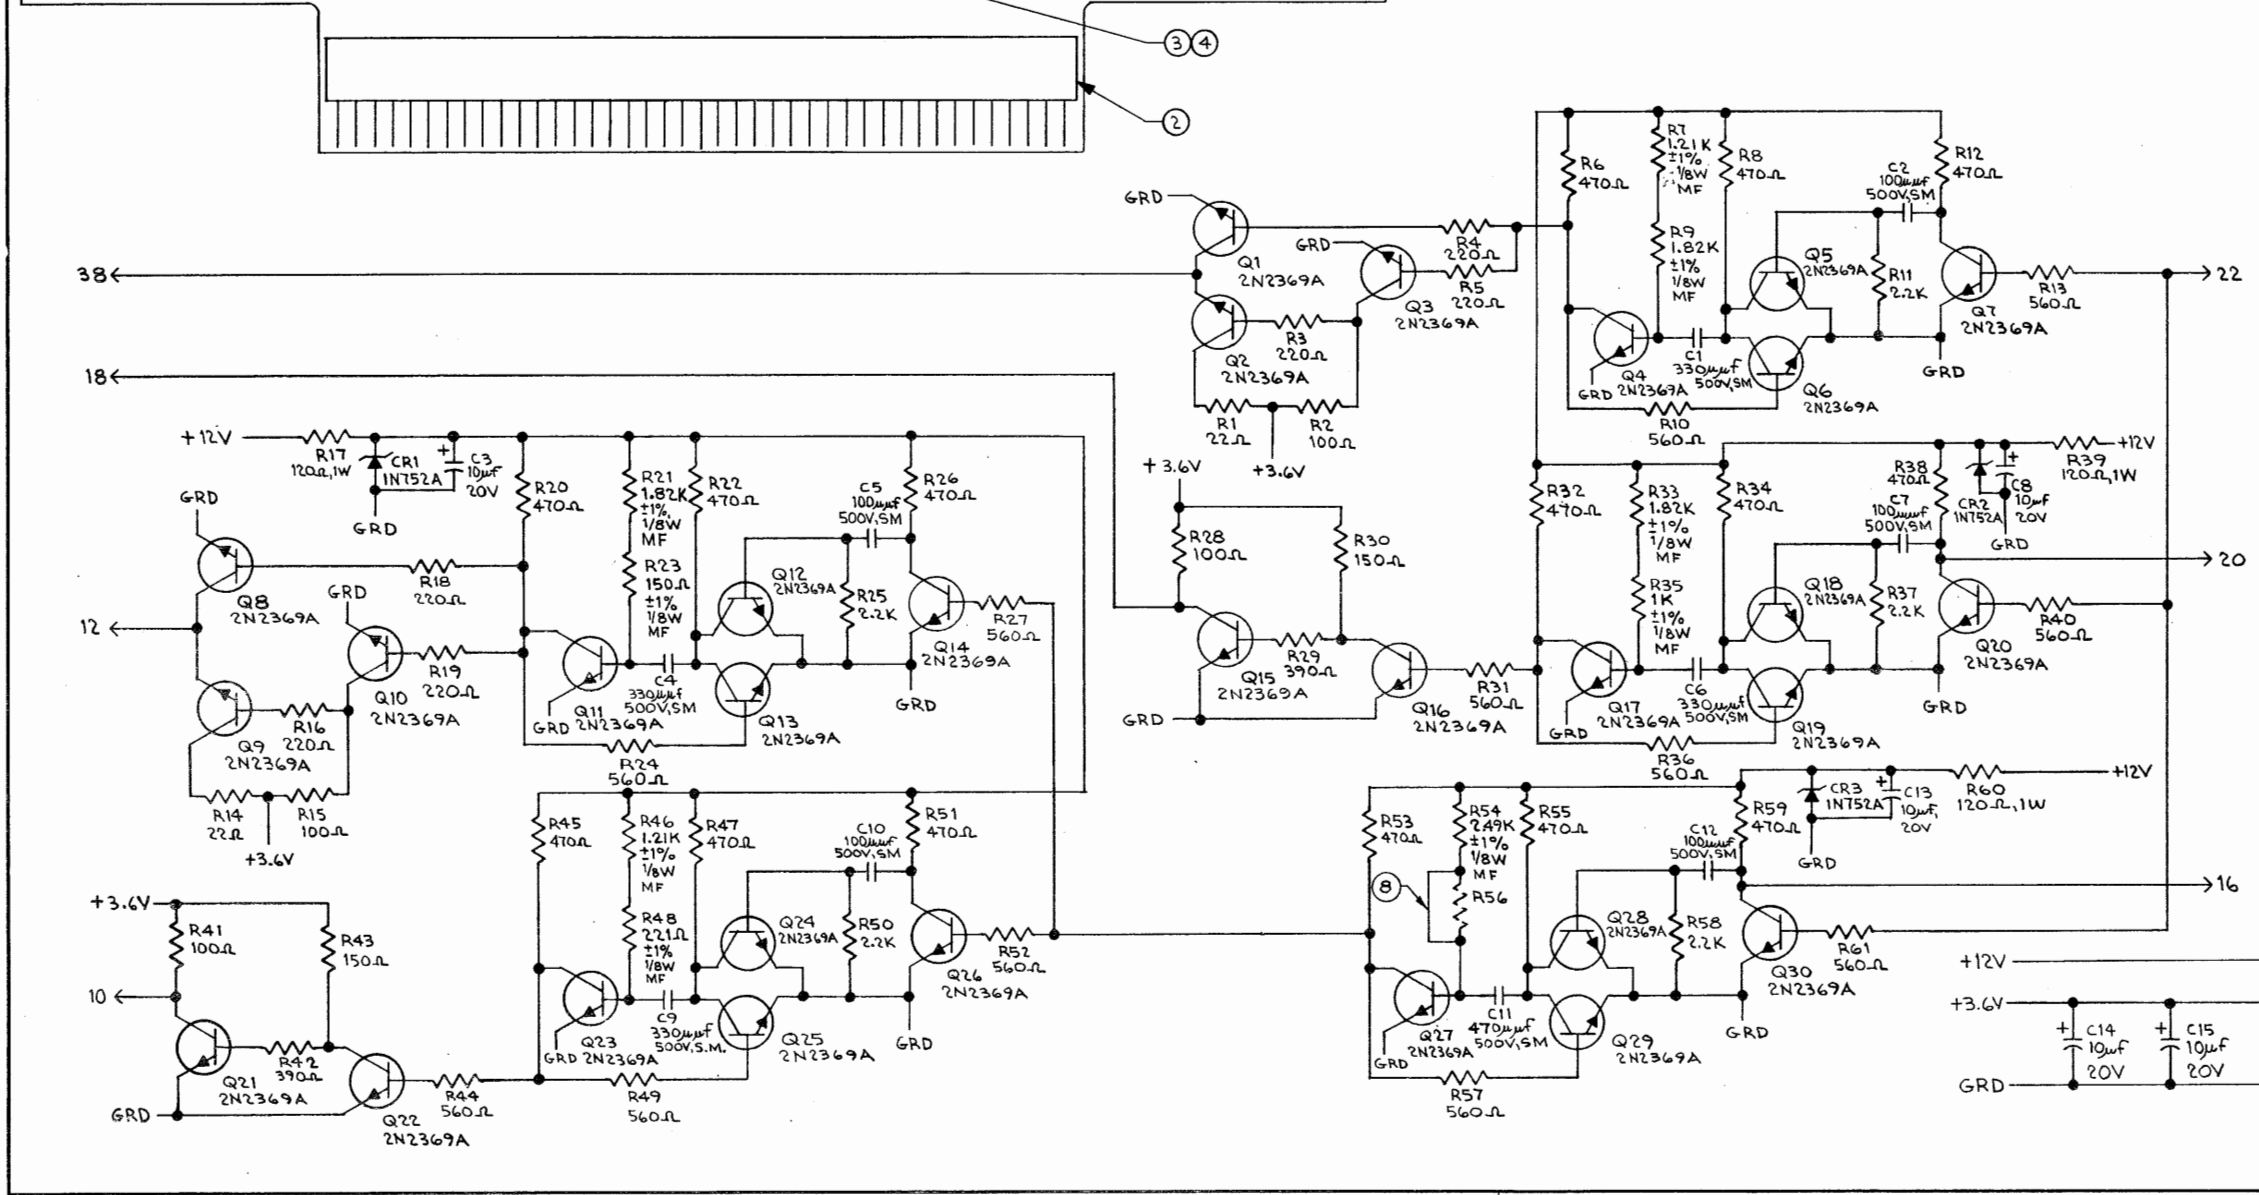 3 4
2
38
18
12
10
22
20
16
GRD
Q1
2N2369A
R4
220Ω
R5
220Ω
GRD
Q3
2N2369A
Q2
2N2369A
R3
220Ω
R1
22Ω
R2
100Ω
+3.6V
R6
470Ω
R7
1.21K
±1%
1/8W
MF
R8
470Ω
R9
1.82K
±1%
1/8W
MF
C2
100μμf
500V,SM
R12
470Ω
Q5
2N2369A
R11
2.2K
Q7
2N2369A
R13
560Ω
Q4
2N2369A
GRD
C1
330μμf
500V,SM
Q6
2N2369A
GRD
R10
560Ω
+12V
R17
120Ω,1W
CR1
1N752A
C3
+
10μf
20V
GRD
R20
470Ω
R21
1.82K
±1%,
1/8W
MF
R22
470Ω
R23
150Ω
±1%
1/8W
MF
C5
100μμf
500V,SM
R26
470Ω
GRD
Q8
2N2369A
R18
220Ω
GRD
Q10
2N2369A
R19
220Ω
Q9
2N2369A
R16
220Ω
R14
22Ω
R15
100Ω
+3.6V
Q11
2N2369A
GRD
C4
330μμf
500V,SM
Q12
2N2369A
R25
2.2K
Q13
2N2369A
Q14
2N2369A
R27
560Ω
GRD
R24
560Ω
+3.6V
R28
100Ω
R30
150Ω
Q15
2N2369A
R29
390Ω
GRD
Q16
2N2369A
R31
560Ω
R32
470Ω
R33
1.82K
±1%
1/8W
MF
R34
470Ω
R35
1K
±1%
1/8W
MF
C7
100μμf
500V,SM
R38
470Ω
CR2
1N752A
+
C8
10μf
20V
GRD
R39
120Ω,1W
+12V
Q17
2N2369A
GRD
C6
330μμf
500V,SM
Q18
2N2369A
R37
2.2K
Q19
2N2369A
Q20
2N2369A
R40
560Ω
GRD
R36
560Ω
+3.6V
R41
100Ω
R43
150Ω
Q21
2N2369A
R42
390Ω
GRD
Q22
2N2369A
R44
560Ω
R45
470Ω
R46
1.21K
±1%
1/8W
MF
R47
470Ω
R48
221Ω
±1%
1/8W
MF
C10
100μμf
500V,SM
R51
470Ω
Q23
2N2369A
GRD
C9
330μμf
500V,S.M.
Q24
2N2369A
R50
2.2K
Q25
2N2369A
Q26
2N2369A
R52
560Ω
GRD
R49
560Ω
R53
470Ω
R54
2.49K
±1%
1/8W
MF
R55
470Ω
8
R56
C12
100μμf
500V,SM
R59
470Ω
CR3
1N752A
+
C13
10μf,
20V
GRD
R60
120Ω,1W
+12V
Q27
2N2369A
GRD
C11
470μμf
500V,SM
Q28
2N2369A
R58
2.2K
Q29
2N2369A
Q30
2N2369A
R61
560Ω
GRD
R57
560Ω
+12V
+3.6V
+
C14
10μf
20V
+
C15
10μf
20V
GRD